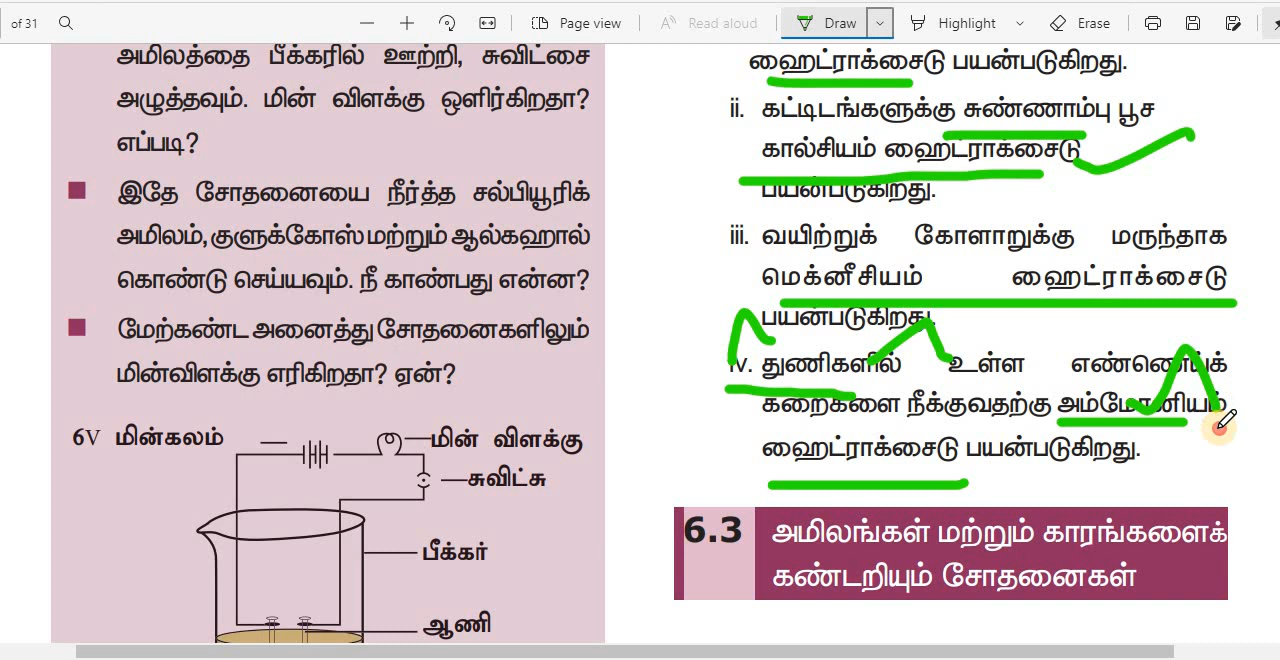 of 31
Page view
Read aloud
Draw
Highlight
Erase
அமிலத்தை பீக்கரில் ஊற்றி, சுவிட்சை
அழுத்தவும். மின் விளக்கு ஒளிர்கிறதா?
எப்படி?
இதே சோதனையை நீர்த்த சல்பியூரிக்
அமிலம், குளுக்கோஸ் மற்றும் ஆல்கஹால்
கொண்டு செய்யவும். நீ காண்பது என்ன?
மேற்கண்ட அனைத்து சோதனைகளிலும்
மின்விளக்கு எரிகிறதா? ஏன்?
6V மின்கலம்
மின் விளக்கு
சுவிட்சு
பீக்கர்
ஆணி
ஹைட்ராக்சைடு பயன்படுகிறது.
ii. கட்டிடங்களுக்கு சுண்ணாம்பு பூச
கால்சியம் ஹைட்ராக்சைடு
பயன்படுகிறது.
iii. வயிற்றுக் கோளாறுக்கு மருந்தாக
மெக்னீசியம் ஹைட்ராக்சைடு
பயன்படுகிறது.
iv. துணிகளில் உள்ள எண்ணெய்க்
கறைகளை நீக்குவதற்கு அம்மோனியம்
ஹைட்ராக்சைடு பயன்படுகிறது.
6.3 அமிலங்கள் மற்றும் காரங்களைக்
கண்டறியும் சோதனைகள்